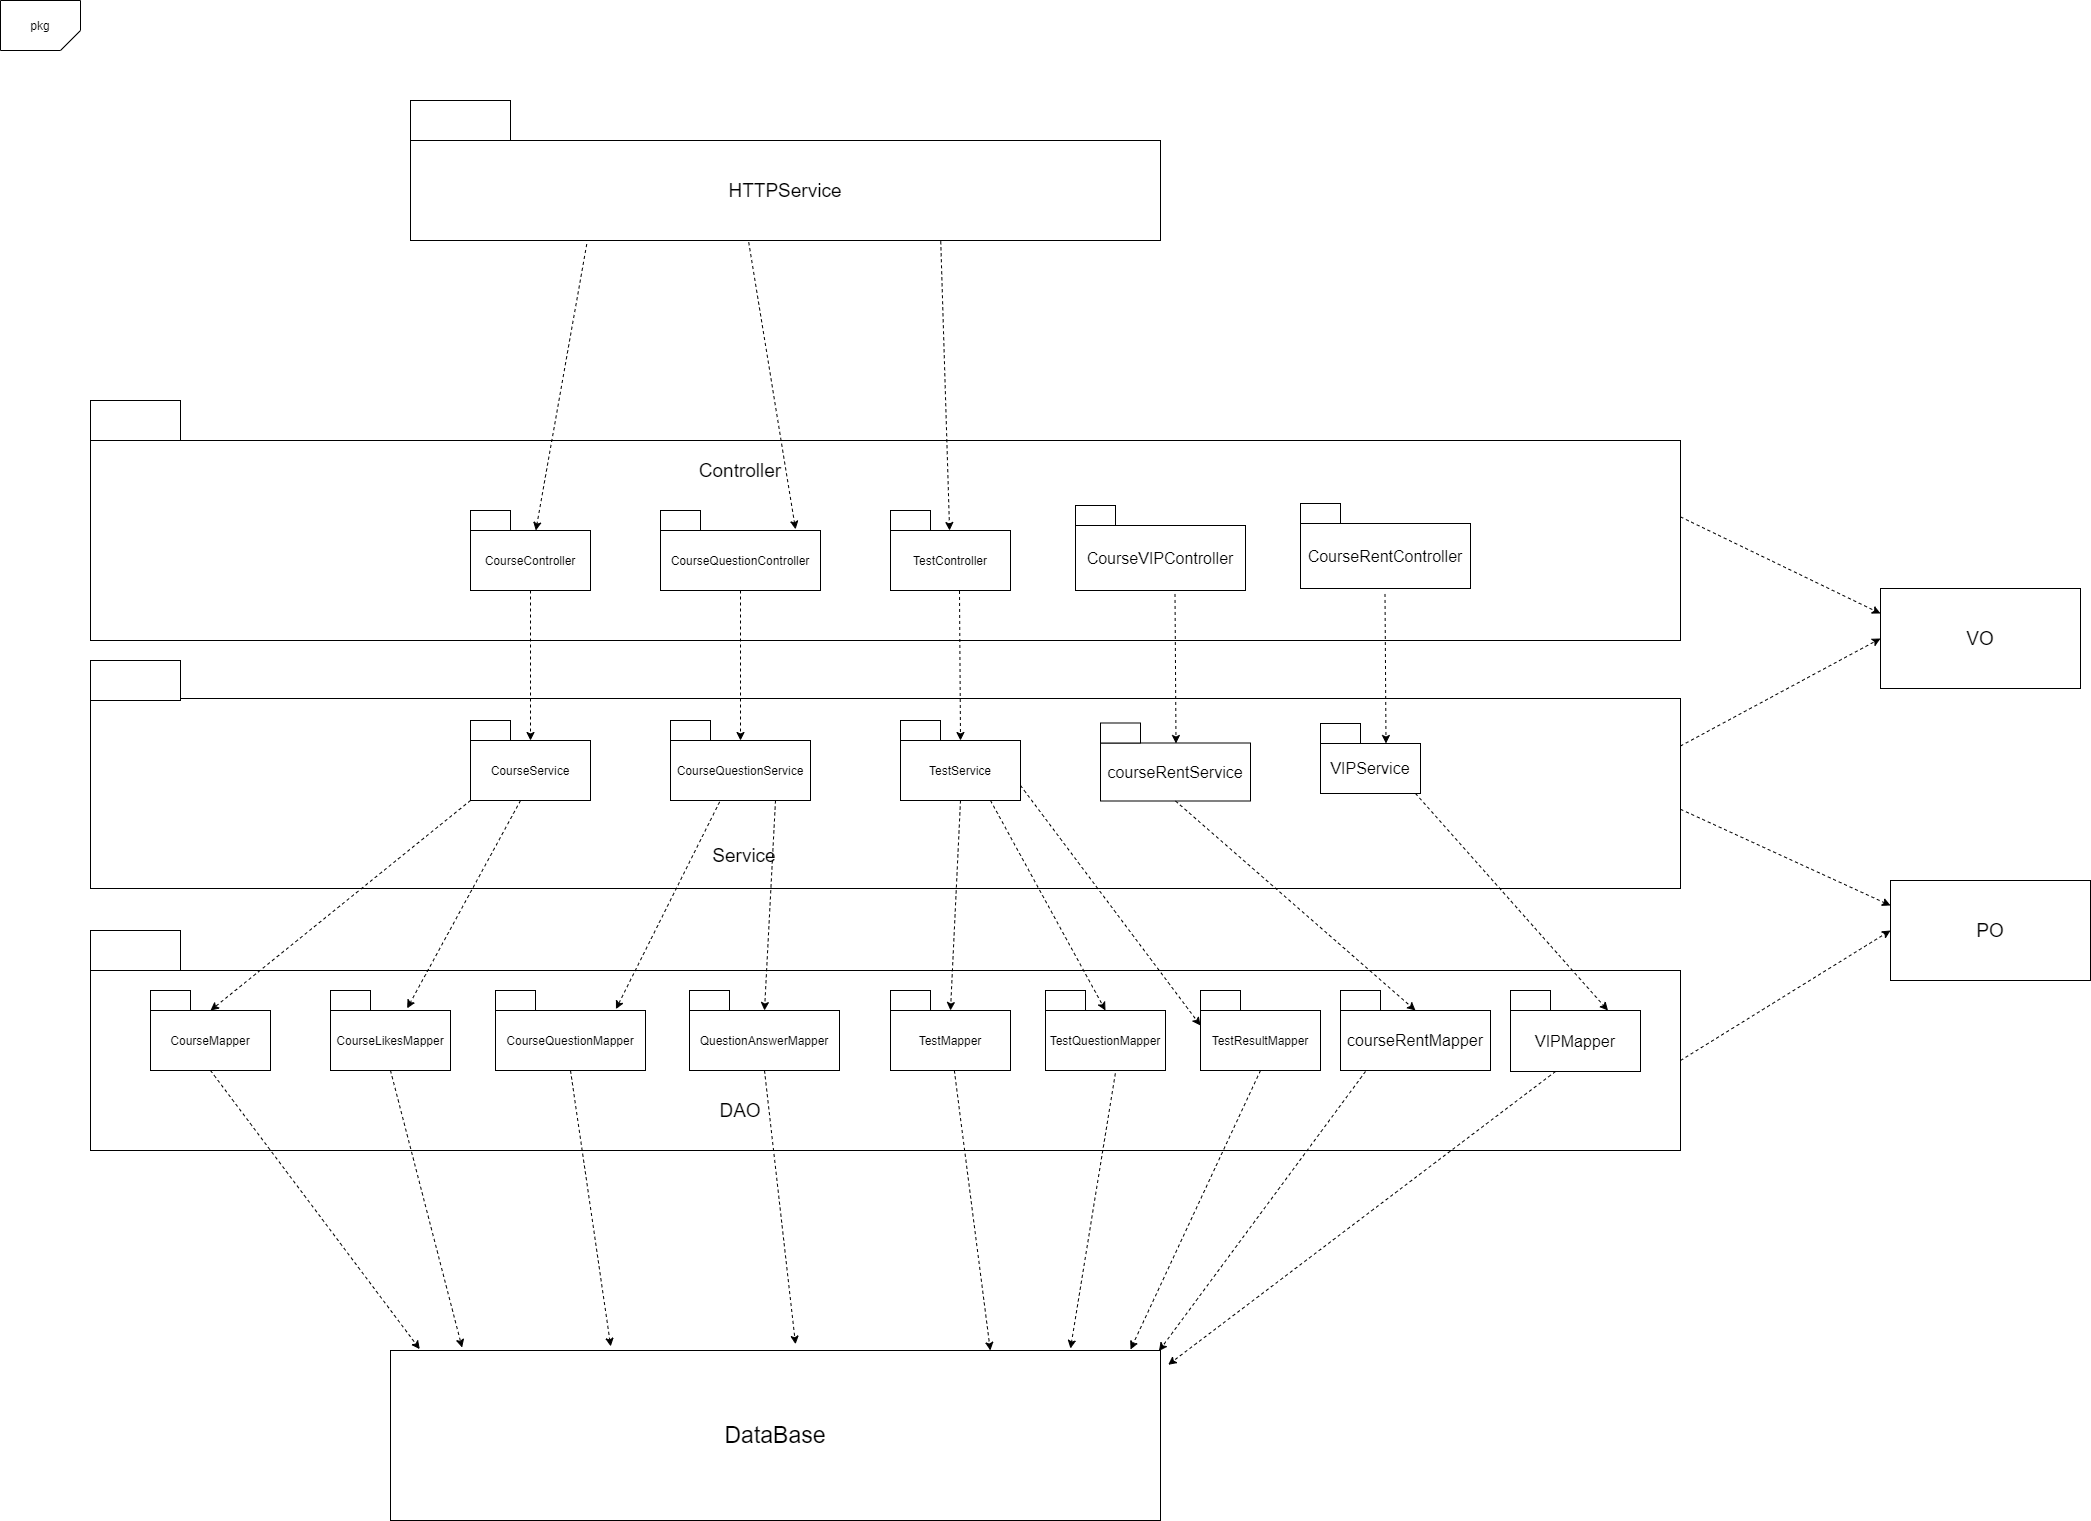 pkg
HTTPService
Controller
CourseController
CourseQuestionController
TestController
CourseVIPController
CourseRentController
VO
CourseService
CourseQuestionService
TestService
courseRentService
VIPService
Service
PO
CourseMapper
CourseLikesMapper
CourseQuestionMapper
QuestionAnswerMapper
TestMapper
TestQuestionMapper
TestResultMapper
courseRentMapper
VIPMapper
DAO
DataBase